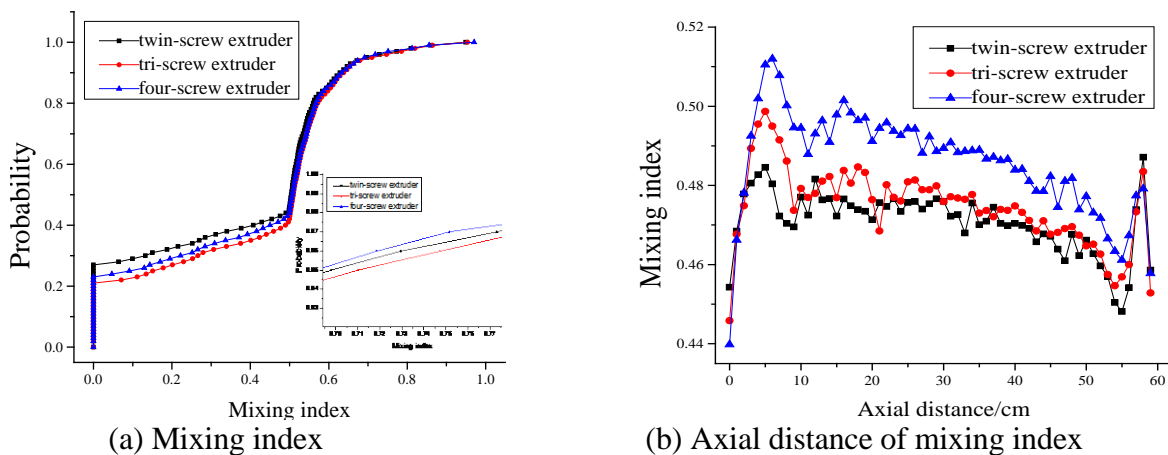 twin-screw extruder
tri-screw extruder
four-screw extruder
Probability
1.0
0.8
0.6
0.4
0.2
0.0
twin-screw extruder
tri-screw extruder
four-screw extruder
Probability
Mixing index
0.0 0.2 0.4 0.6 0.8 1.0
Mixing index
(a) Mixing index
twin-screw extruder
tri-screw extruder
four-screw extruder
Mixing index
0.52
0.50
0.48
0.46
0.44
0 10 20 30 40 50 60
Axial distance/cm
(b) Axial distance of mixing index